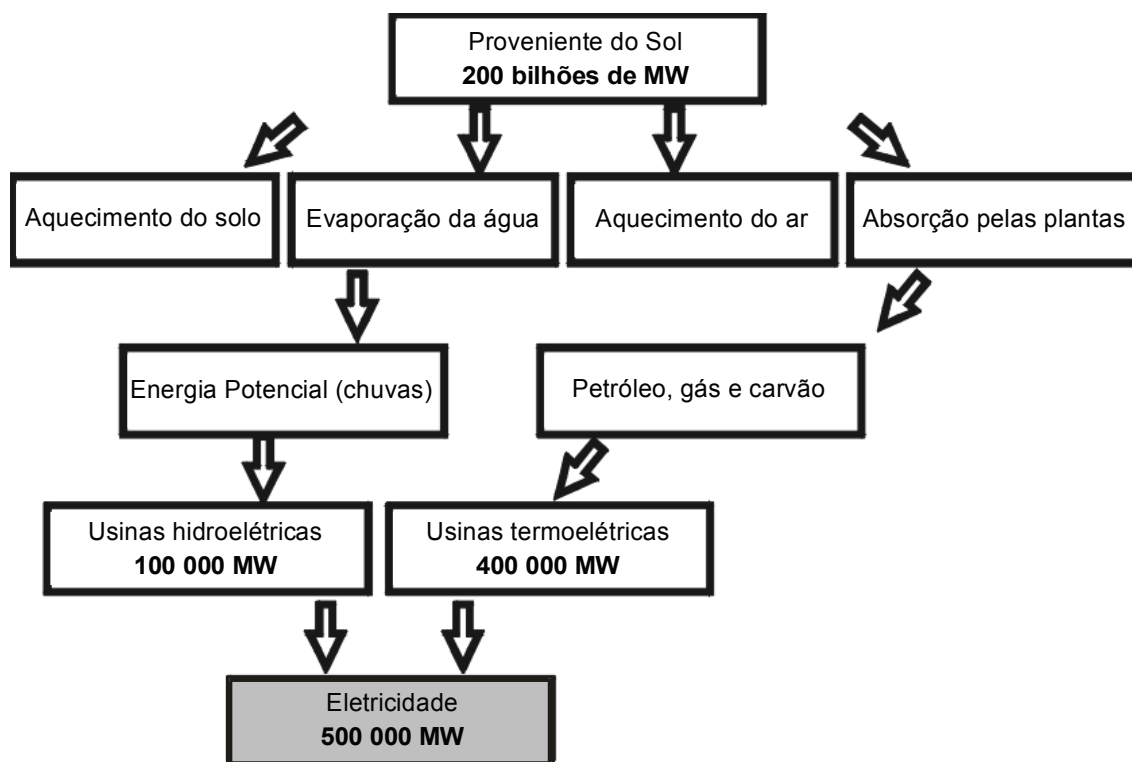 Proveniente do Sol
200 bilhões de MW
Aquecimento do solo
Evaporação da água
Aquecimento do ar
Absorção pelas plantas
Energia Potencial (chuvas)
Petróleo, gás e carvão
Usinas hidroelétricas
100 000 MW
Usinas termoelétricas
400 000 MW
Eletricidade
500 000 MW